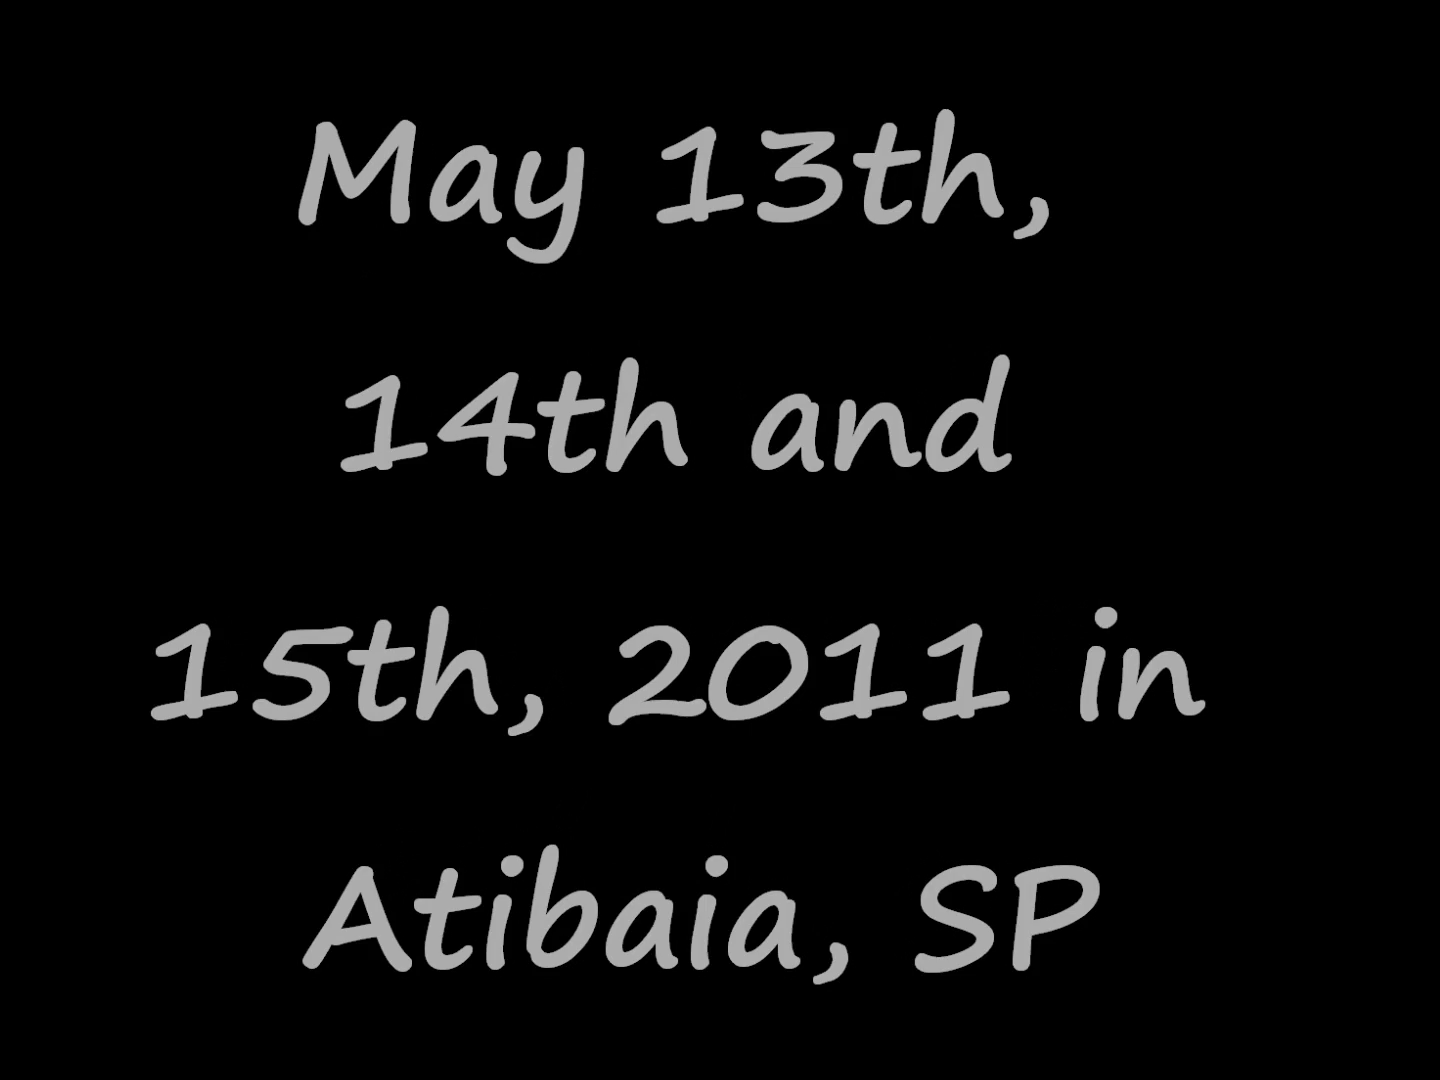 May 13th,
14th and
15th, 2011 in
Atibaia, SP